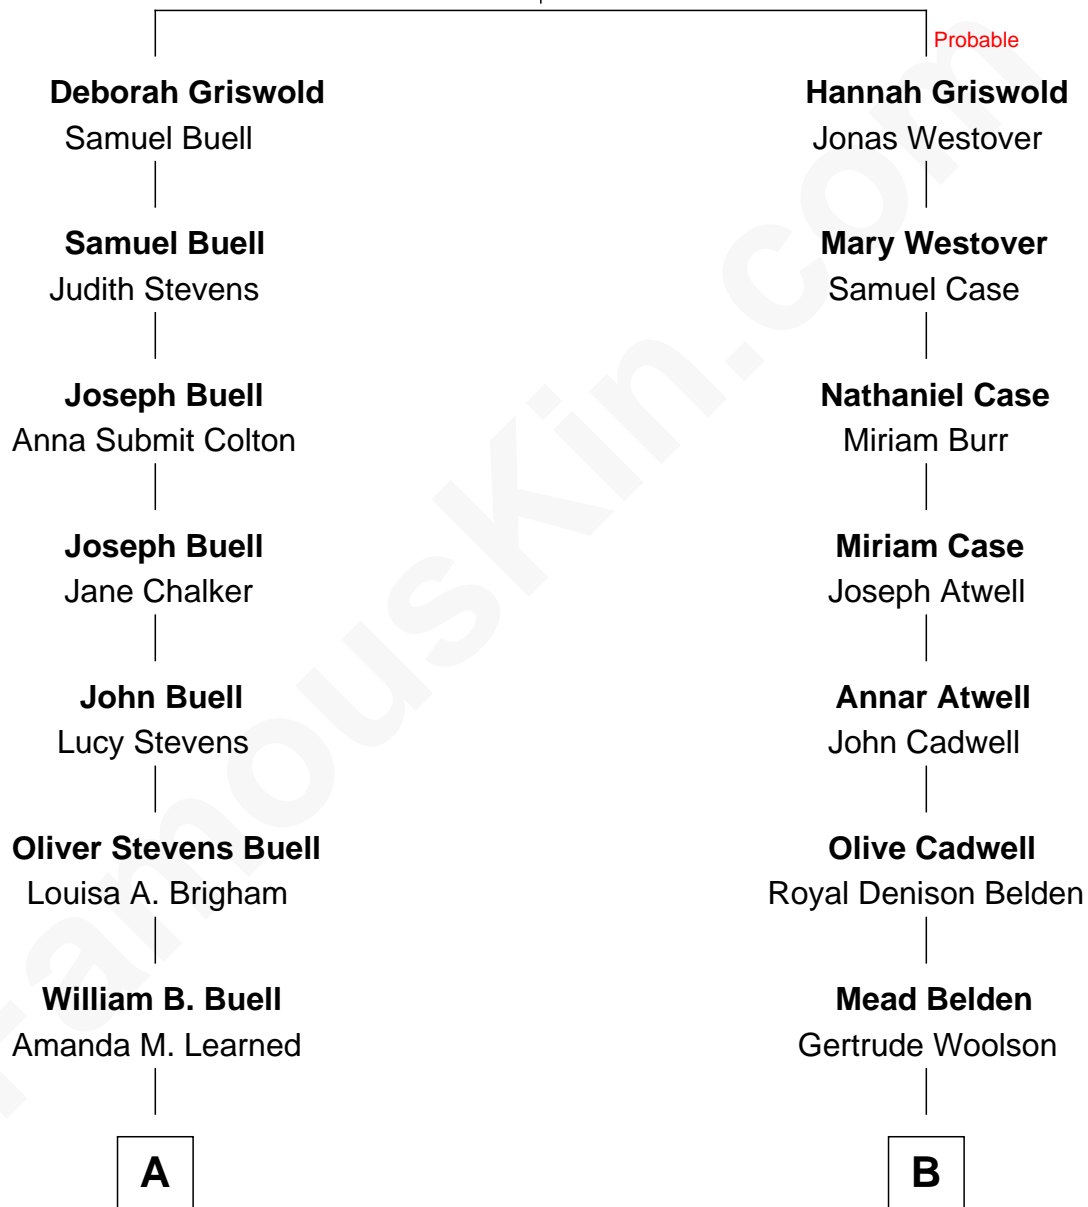 Probable
Deborah Griswold
Samuel Buell
Hannah Griswold
Jonas Westover
Samuel Buell
Judith Stevens
Mary Westover
Samuel Case
Joseph Buell
Anna Submit Colton
Nathaniel Case
Miriam Burr
Joseph Buell
Jane Chalker
Miriam Case
Joseph Atwell
John Buell
Lucy Stevens
Annar Atwell
John Cadwell
Oliver Stevens Buell
Louisa A. Brigham
Olive Cadwell
Royal Denison Belden
William B. Buell
Amanda M. Learned
Mead Belden
Gertrude Woolson
A
B
FamousKin.com